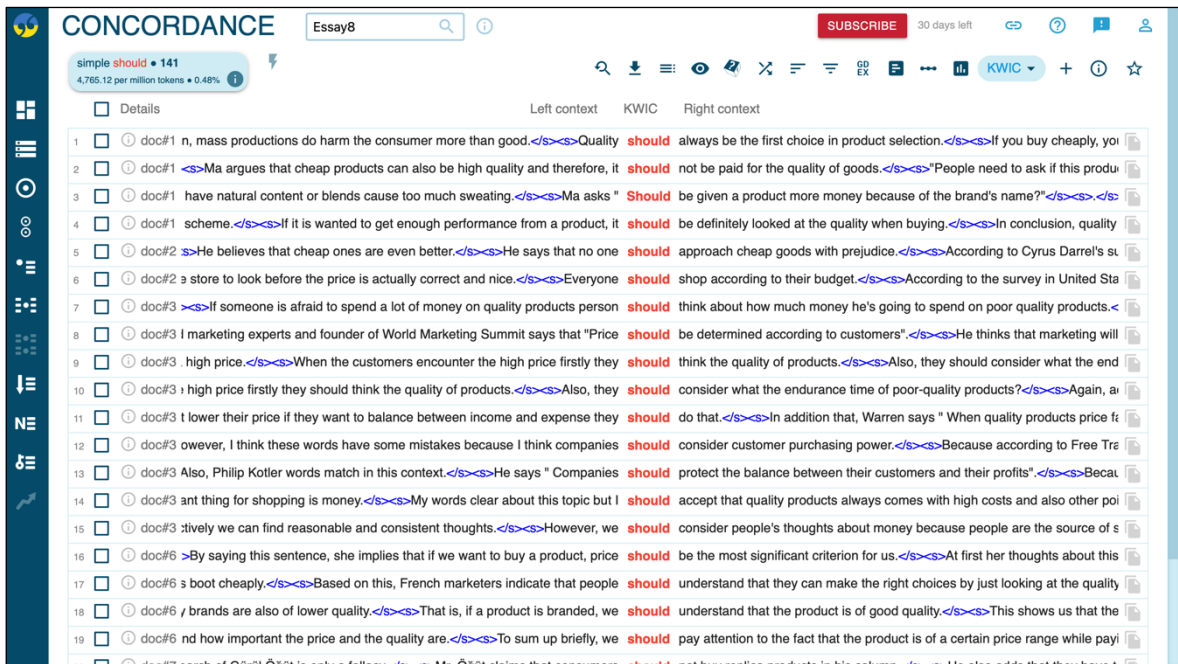 CONCORDANCE
Essay8
SUBSCRIBE
30 days left
simple should • 141
4,765.12 per million tokens • 0.48%
GD
EX
KWIC
Details Left context KWIC Right context
1 doc#1 n, mass productions do harm the consumer more than good.</s><s>Quality should always be the first choice in product selection.</s><s>If you buy cheaply, you
2 doc#1 <s>Ma argues that cheap products can also be high quality and therefore, it should not be paid for the quality of goods.</s><s>"People need to ask if this produ
3 doc#1 have natural content or blends cause too much sweating.</s><s>Ma asks " Should be given a product more money because of the brand's name?"</s><s>.</s>
4 doc#1 scheme.</s><s>If it is wanted to get enough performance from a product, it should be definitely looked at the quality when buying.</s><s>In conclusion, quality
5 doc#2 s>He believes that cheap ones are even better.</s><s>He says that no one should approach cheap goods with prejudice.</s><s>According to Cyrus Darrel's su
6 doc#2 e store to look before the price is actually correct and nice.</s><s>Everyone should shop according to their budget.</s><s>According to the survey in United Sta
7 doc#3 ><s>If someone is afraid to spend a lot of money on quality products person should think about how much money he's going to spend on poor quality products.<
8 doc#3 l marketing experts and founder of World Marketing Summit says that "Price should be determined according to customers".</s><s>He thinks that marketing will
9 doc#3 . high price.</s><s>When the customers encounter the high price firstly they should think the quality of products.</s><s>Also, they should consider what the end
10 doc#3 high price firstly they should think the quality of products.</s><s>Also, they should consider what the endurance time of poor-quality products?</s><s>Again, a
11 doc#3 t lower their price if they want to balance between income and expense they should do that.</s><s>In addition that, Warren says " When quality products price fa
12 doc#3 owever, I think these words have some mistakes because I think companies should consider customer purchasing power.</s><s>Because according to Free Tra
13 doc#3 Also, Philip Kotler words match in this context.</s><s>He says " Companies should protect the balance between their customers and their profits".</s><s>Becau
14 doc#3 ant thing for shopping is money.</s><s>My words clear about this topic but I should accept that quality products always comes with high costs and also other poi
15 doc#3 ctively we can find reasonable and consistent thoughts.</s><s>However, we should consider people's thoughts about money because people are the source of s
16 doc#6 >By saying this sentence, she implies that if we want to buy a product, price should be the most significant criterion for us.</s><s>At first her thoughts about this
17 doc#6 s boot cheaply.</s><s>Based on this, French marketers indicate that people should understand that they can make the right choices by just looking at the quality
18 doc#6 y brands are also of lower quality.</s><s>That is, if a product is branded, we should understand that the product is of good quality.</s><s>This shows us that the
19 doc#6 nd how important the price and the quality are.</s><s>To sum up briefly, we should pay attention to the fact that the product is of a certain price range while payi